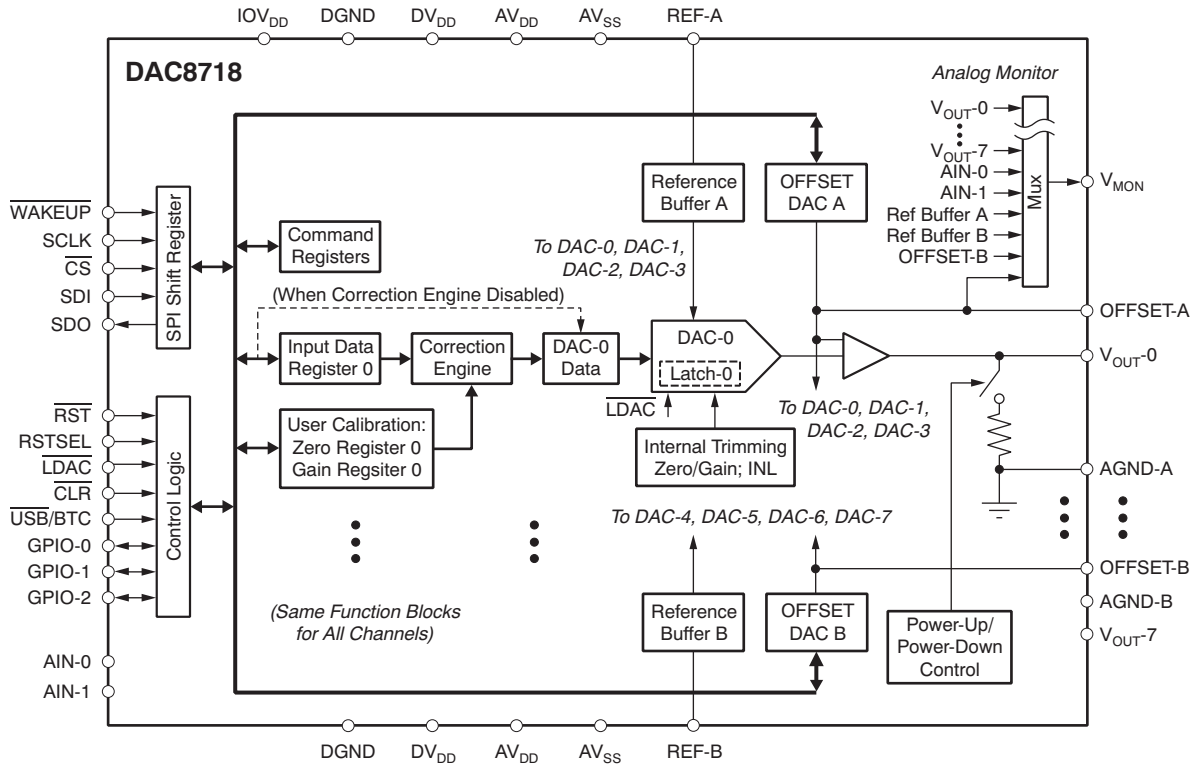 IOVDD DGND DVDD AVDD AVSS REF-A
DAC8718
Analog Monitor
VOUT-0
VOUT-7
AIN-0
AIN-1
Ref Buffer A
Ref Buffer B
OFFSET-B
Mux
VMON
Reference
Buffer A
OFFSET
DAC A
WAKEUP
SCLK
CS
SDI
SDO
SPI Shift Register
Command
Registers
To DAC-0, DAC-1,
DAC-2, DAC-3
(When Correction Engine Disabled)
OFFSET-A
Input Data
Register 0
Correction
Engine
DAC-0
Data
DAC-0
Latch-0
VOUT-0
LDAC
To DAC-0, DAC-1,
DAC-2, DAC-3
User Calibration:
Zero Register 0
Gain Regsiter 0
Internal Trimming
Zero/Gain; INL
AGND-A
RST
RSTSEL
LDAC
CLR
USB/BTC
GPIO-0
GPIO-1
GPIO-2
Control Logic
To DAC-4, DAC-5, DAC-6, DAC-7
OFFSET-B
AGND-B
VOUT-7
(Same Function Blocks
for All Channels)
Reference
Buffer B
OFFSET
DAC B
Power-Up/
Power-Down
Control
AIN-0
AIN-1
DGND DVDD AVDD AVSS REF-B